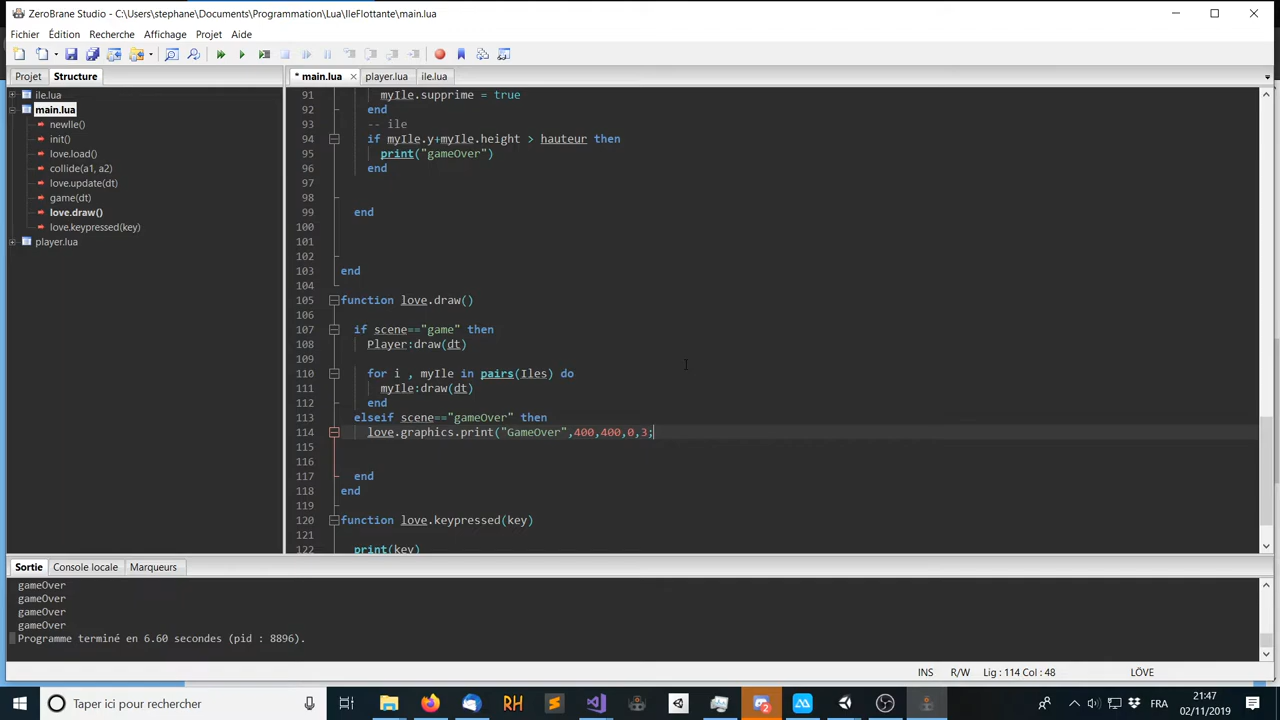 ZeroBrane Studio - C:\Users\stephane\Documents\Programmation\Lua\IleFlottante\main.lua
Fichier Édition Recherche Affichage Projet Aide
Projet Structure * main.lua player.lua ile.lua
ile.lua
main.lua
newIle()
init()
love.load()
collide(a1, a2)
love.update(dt)
game(dt)
love.draw()
love.keypressed(key)
player.lua
91 myIle.supprime = true
92 end
93 -- ile
94 if myIle.y+myIle.height > hauteur then
95 print("gameOver")
96 end
97
98
99 end
100
101
102
103 end
104
105 function love.draw()
106
107 if scene=="game" then
108 Player:draw(dt)
109
110 for i , myIle in pairs(Iles) do
111 myIle:draw(dt)
112 end
113 elseif scene=="gameOver" then
114 love.graphics.print("GameOver",400,400,0,3;
115
116
117 end
118 end
119
120 function love.keypressed(key)
121
122 print(key)
Sortie Console locale Marqueurs
gameOver
gameOver
gameOver
gameOver
Programme terminé en 6.60 secondes (pid : 8896).
INS R/W Lig : 114 Col : 48 LÖVE
Taper ici pour rechercher
RH
2
FRA
21:47
02/11/2019